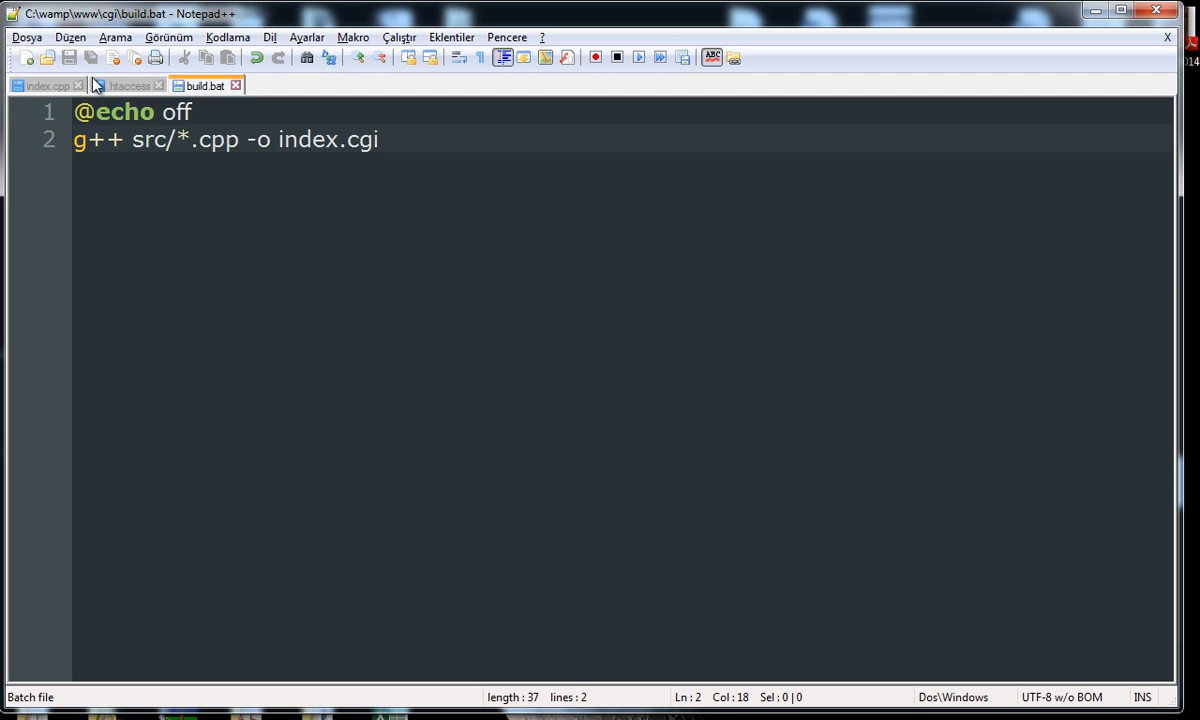 C:\wamp\www\cgi\build.bat - Notepad++
Dosya Düzen Arama Görünüm Kodlama Dil Ayarlar Makro Çalıştır Eklentiler Pencere ? X
ABC
014
index.cpp .htaccess build.bat
1 @echo off
2 g++ src/*.cpp -o index.cgi
Batch file length : 37 lines : 2 Ln : 2 Col : 18 Sel : 0 | 0 Dos\Windows UTF-8 w/o BOM INS